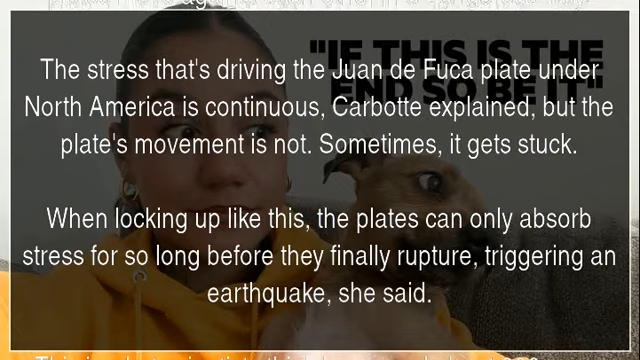 "IF THIS IS THE
END SO BE IT"
The stress that's driving the Juan de Fuca plate under
North America is continuous, Carbotte explained, but the
plate's movement is not. Sometimes, it gets stuck.
When locking up like this, the plates can only absorb
stress for so long before they finally rupture, triggering an
earthquake, she said.